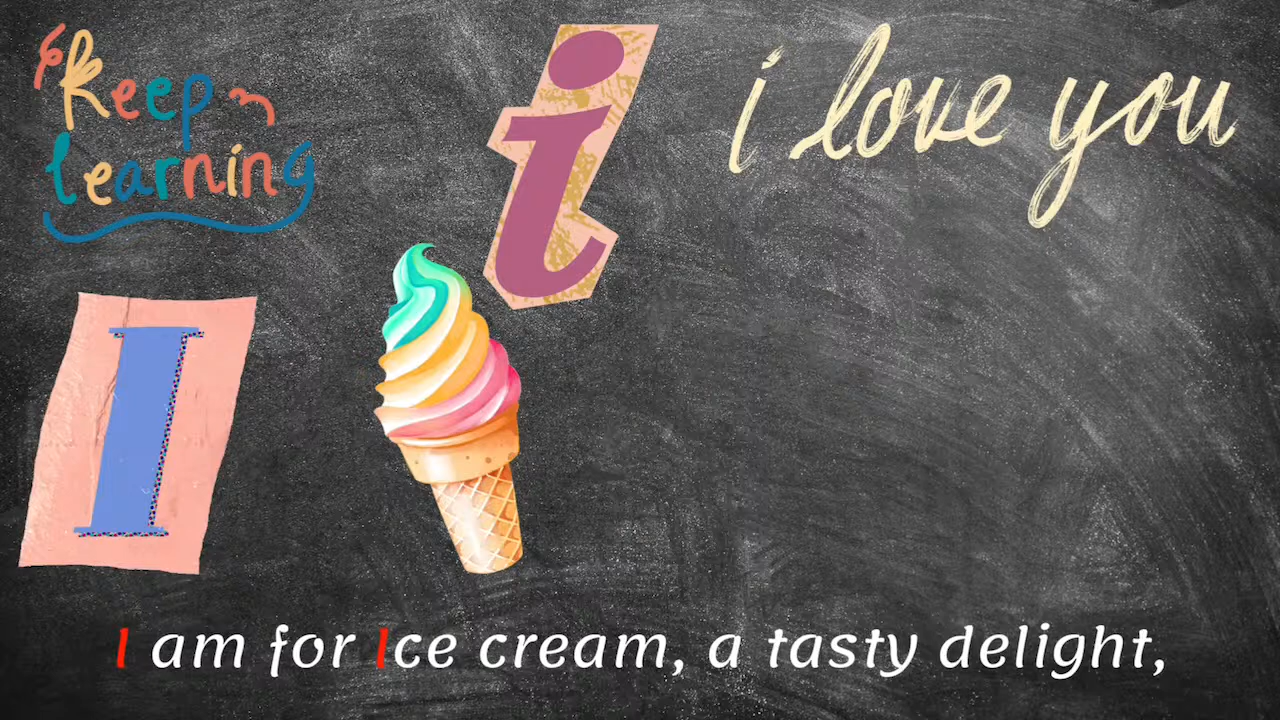 Keep
learning
i
i love you
I
I am for Ice cream, a tasty delight,